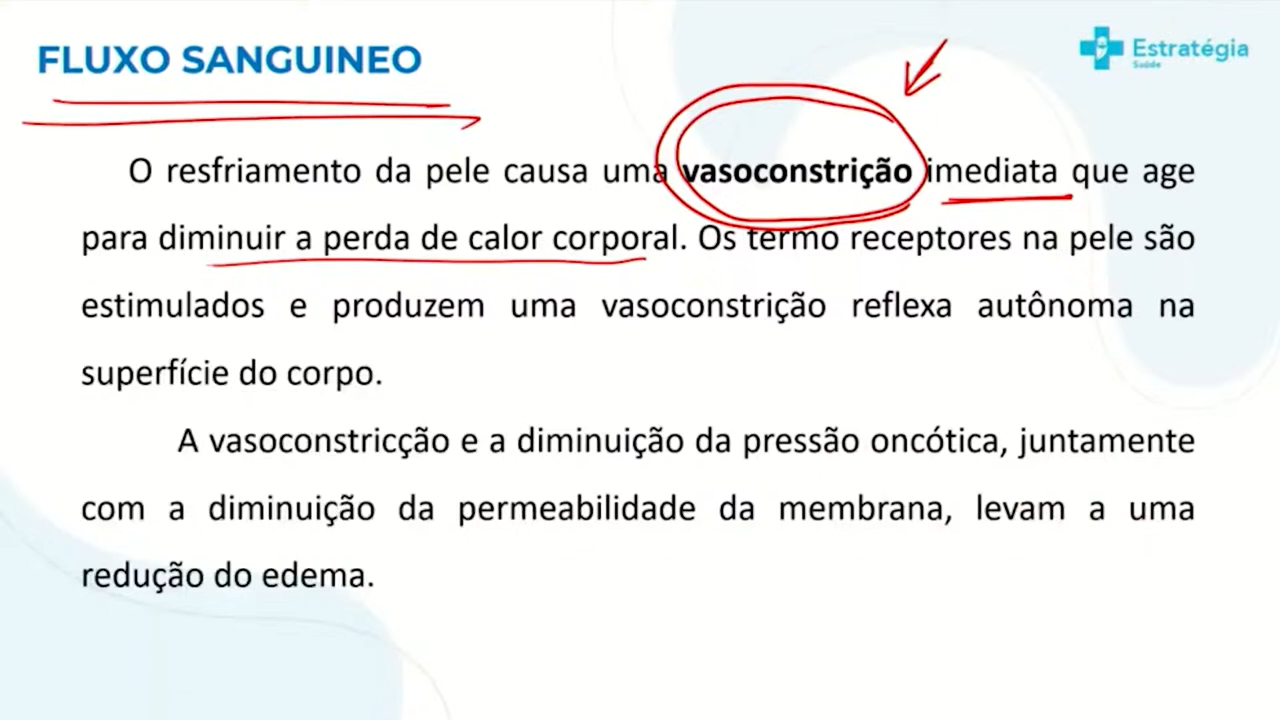 FLUXO SANGUINEO
Estratégia
Saúde
O resfriamento da pele causa uma vasoconstrição imediata que age
para diminuir a perda de calor corporal. Os termo receptores na pele são
estimulados e produzem uma vasoconstrição reflexa autônoma na
superfície do corpo.
A vasoconstricção e a diminuição da pressão oncótica, juntamente
com a diminuição da permeabilidade da membrana, levam a uma
redução do edema.